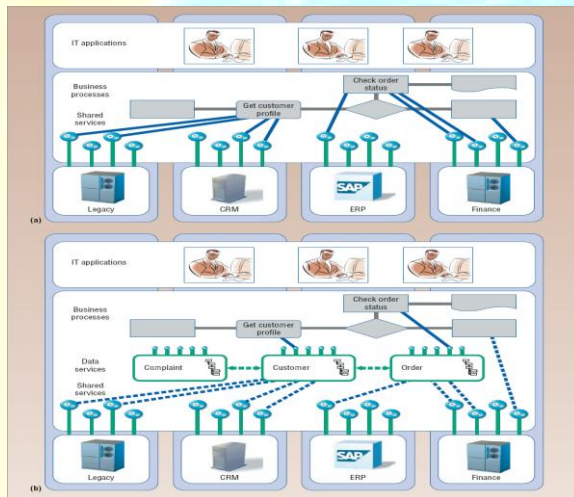 IT applications
Business
processes
Check order
status
Get customer
profile
Shared
services
SAP
Legacy
CRM
ERP
Finance
(a)
IT applications
Business
processes
Check order
status
Get customer
profile
Data
services
Complaint
Customer
Order
Shared
services
SAP
Legacy
CRM
ERP
Finance
(b)